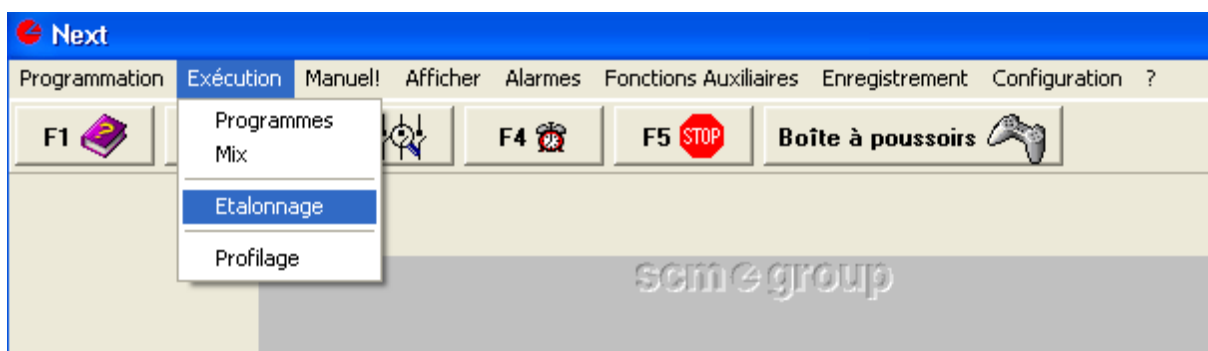 Next
Programmation Exécution Manuel! Afficher Alarmes Fonctions Auxiliaires Enregistrement Configuration ?
F1 F4 F5 STOP Boîte à poussoirs
Programmes
Mix
Etalonnage
Profilage
scm group